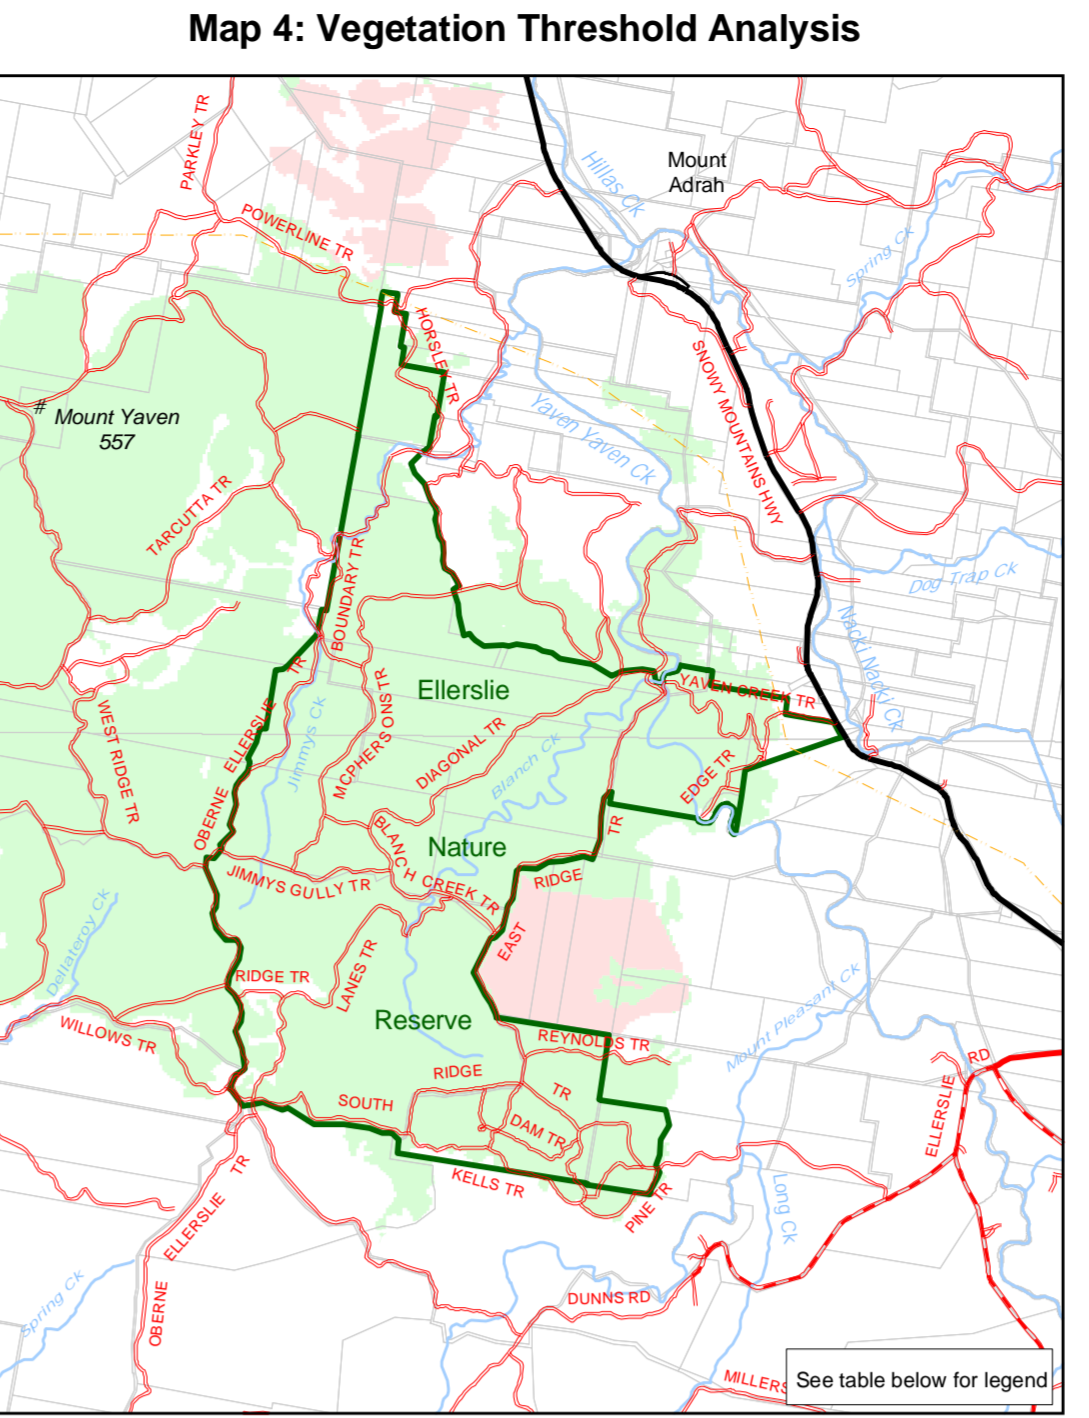 Map 4: Vegetation Threshold Analysis
PARKLEY TR
Hillas Ck
Mount
Adrah
POWERLINE TR
Spring Ck
HORSLEY TR
SNOWY MOUNTAINS HWY
# Mount Yaven
557
Yaven Yaven Ck
TARCUTTA TR
BOUNDARY TR
Dog Trap Ck
Nacki Nacki Ck
Ellerslie
YAVEN CREEK TR
MCPHERSONS TR
WEST RIDGE TR
OBERNE ELLERSLIE TR
Jimmys Ck
DIAGONAL TR
Blanch Ck
EDGE TR
Nature
BLANCH CREEK TR
JIMMYS GULLY TR
EAST RIDGE TR
Dellateroy Ck
RIDGE TR
LANES TR
Mount Pleasant Ck
Reserve
WILLOWS TR
REYNOLDS TR
SOUTH RIDGE TR
DAM TR
ELLERSLIE RD
KELLS TR
PINE TR
Long Ck
OBERNE ELLERSLIE TR
Spring Ck
DUNNS RD
MILLERS
See table below for legend